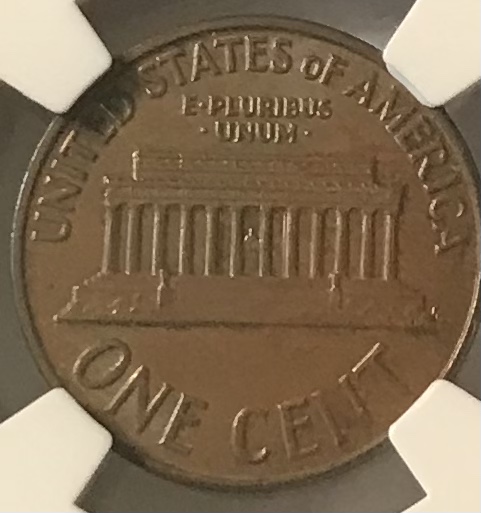 UNITED STATES OF AMERICA
E·PLURIBUS
·UNUM·
ONE CENT